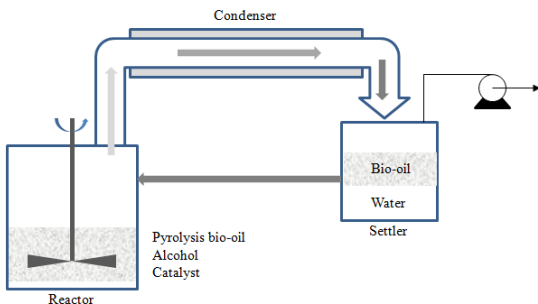 Condenser
Bio-oil
Water
Settler
Pyrolysis bio-oil
Alcohol
Catalyst
Reactor